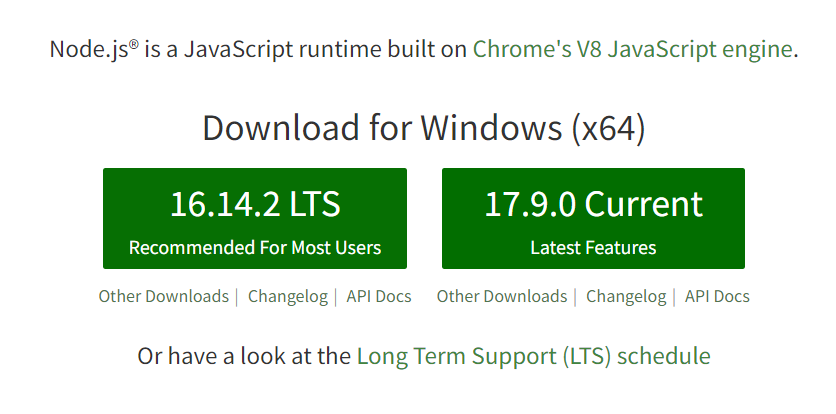 Node.js® is a JavaScript runtime built on Chrome's V8 JavaScript engine.
Download for Windows (x64)
16.14.2 LTS
Recommended For Most Users
17.9.0 Current
Latest Features
Other Downloads | Changelog | API Docs
Other Downloads | Changelog | API Docs
Or have a look at the Long Term Support (LTS) schedule